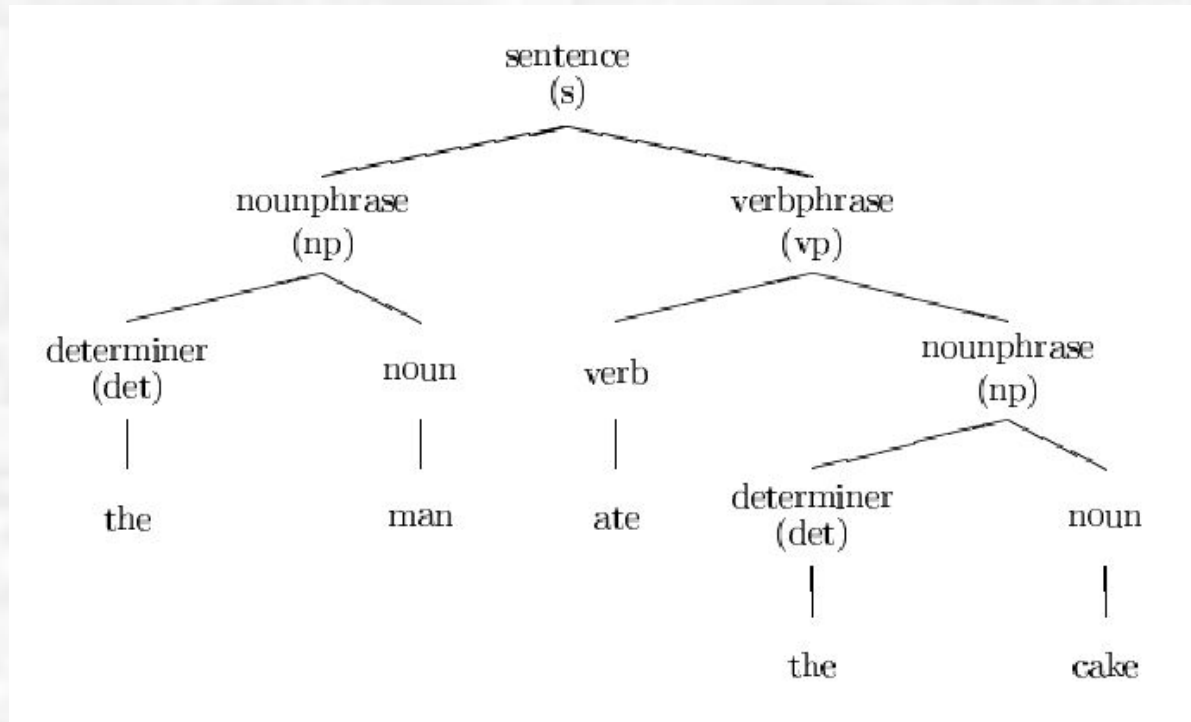 sentence
(s)
nounphrase
(np)
verbphrase
(vp)
determiner
(det)
noun
verb
nounphrase
(np)
the
man
ate
determiner
(det)
noun
the
cake